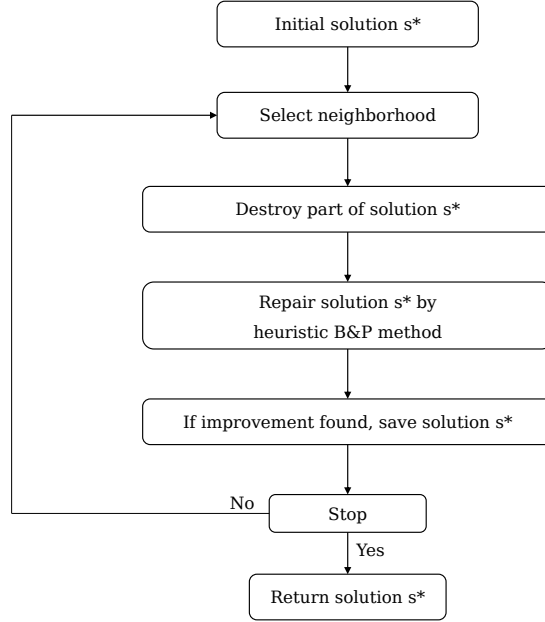 Initial solution s*
Select neighborhood
Destroy part of solution s*
Repair solution s* by
heuristic B&P method
If improvement found, save solution s*
Stop
No
Yes
Return solution s*